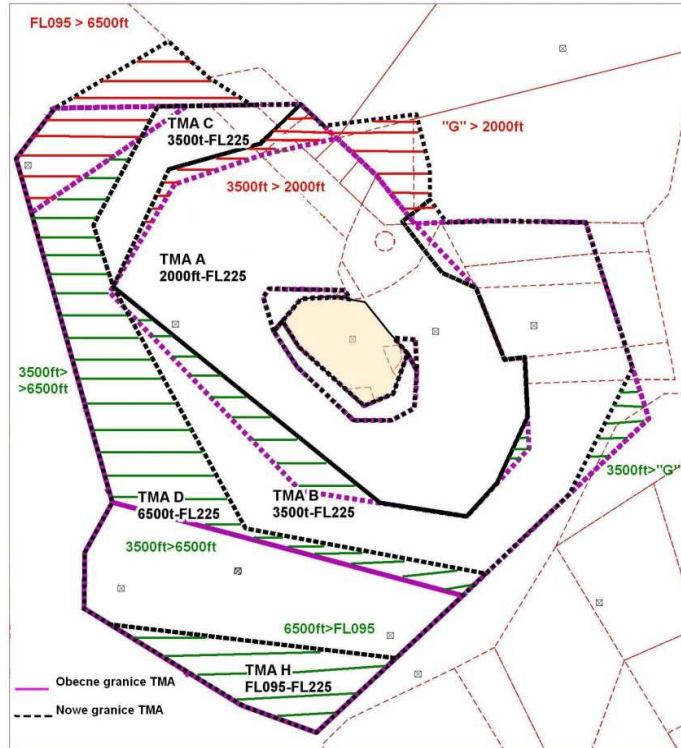 FL095 > 6500ft
TMA C
3500t-FL225
"G" > 2000ft
3500ft > 2000ft
TMA A
2000ft-FL225
3500ft>
>6500ft
TMA D
6500t-FL225
TMA B
3500t-FL225
3500ft>"G"
3500ft>6500ft
6500ft>FL095
TMA H
FL095-FL225
Obecne granice TMA
Nowe granice TMA